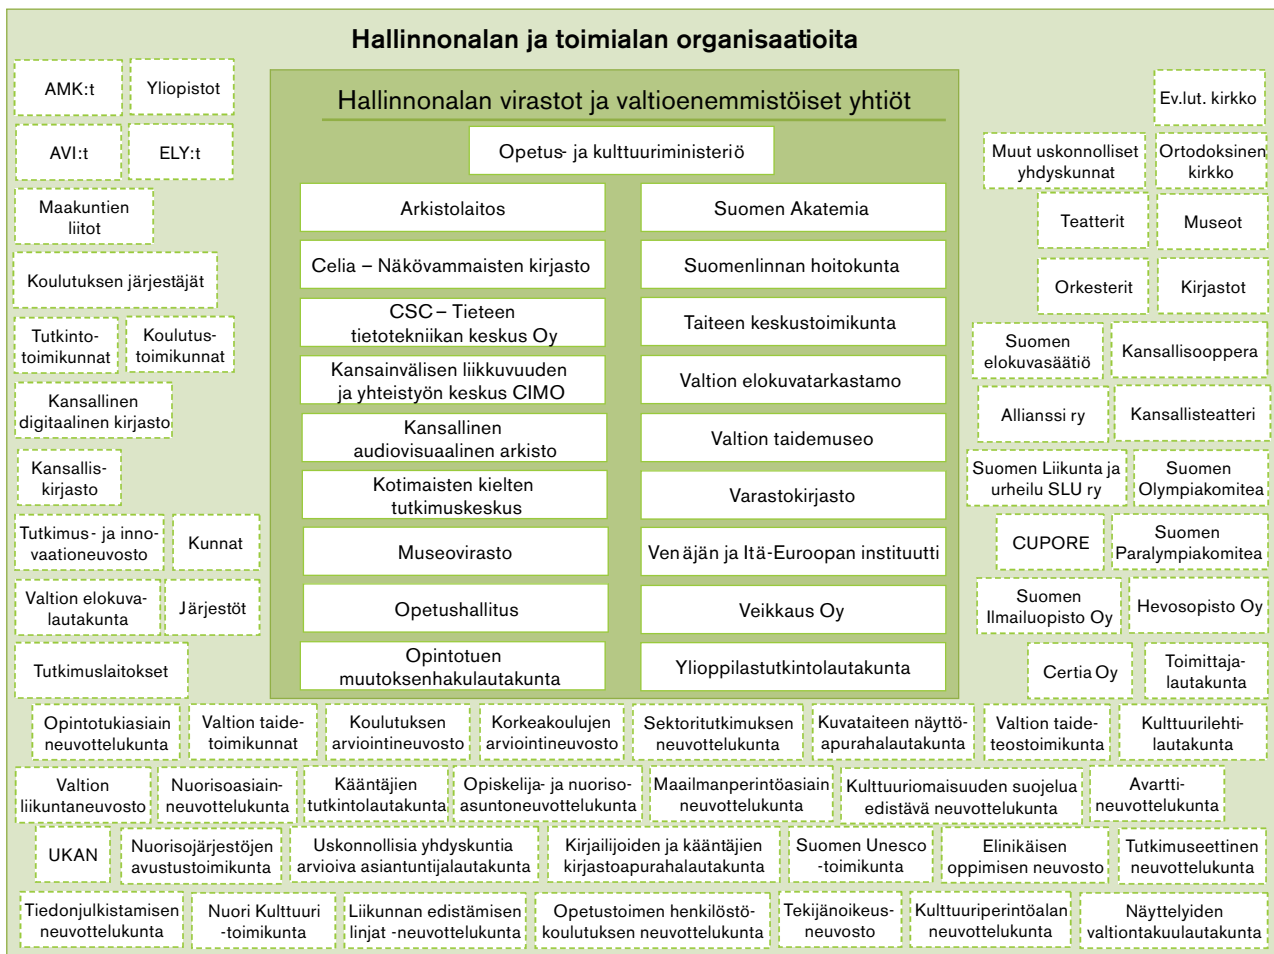 Hallinnonalan ja toimialan organisaatioita
AMK:t
Yliopistot
AVI:t
ELY:t
Maakuntien
liitot
Koulutuksen järjestäjät
Tutkinto-
toimikunnat
Koulutus-
toimikunnat
Kansallinen
digitaalinen kirjasto
Kansallis-
kirjasto
Tutkimus- ja inno-
vaationeuvosto
Kunnat
Valtion elokuva-
lautakunta
Järjestöt
Tutkimuslaitokset
Hallinnonalan virastot ja valtioenemmistöiset yhtiöt
Opetus- ja kulttuuriministeriö
Arkistolaitos
Suomen Akatemia
Celia – Näkövammaisten kirjasto
Suomenlinnan hoitokunta
CSC – Tieteen
tietotekniikan keskus Oy
Taiteen keskustoimikunta
Kansainvälisen liikkuvuuden
ja yhteistyön keskus CIMO
Valtion elokuvatarkastamo
Kansallinen
audiovisuaalinen arkisto
Valtion taidemuseo
Kotimaisten kielten
tutkimuskeskus
Varastokirjasto
Museovirasto
Venäjän ja Itä-Euroopan instituutti
Opetushallitus
Veikkaus Oy
Opintotuen
muutoksenhakulautakunta
Ylioppilastutkintolautakunta
Ev.lut. kirkko
Muut uskonnolliset
yhdyskunnat
Ortodoksinen
kirkko
Teatterit
Museot
Orkesterit
Kirjastot
Suomen
elokuvasäätiö
Kansallisooppera
Allianssi ry
Kansallisteatteri
Suomen Liikunta ja
urheilu SLU ry
Suomen
Olympiakomitea
CUPORE
Suomen
Paralympiakomitea
Suomen
Ilmailuopisto Oy
Hevosopisto Oy
Certia Oy
Toimittaja-
lautakunta
Opintotukiasiain
neuvottelukunta
Valtion taide-
toimikunnat
Koulutuksen
arviointineuvosto
Korkeakoulujen
arviointineuvosto
Sektoritutkimuksen
neuvottelukunta
Kuvataiteen näyttö-
apurahalautakunta
Valtion taide-
teostoimikunta
Kulttuurilehti-
lautakunta
Valtion
liikuntaneuvosto
Nuorisoasiain-
neuvottelukunta
Kääntäjien
tutkintolautakunta
Opiskelija- ja nuoriso-
asuntoneuvottelukunta
Maailmanperintöasiain
neuvottelukunta
Kulttuuriomaisuuden suojelua
edistävä neuvottelukunta
Avartti-
neuvottelukunta
UKAN
Nuorisojärjestöjen
avustustoimikunta
Uskonnollisia yhdyskuntia
arvioiva asiantuntijalautakunta
Kirjailijoiden ja kääntäjien
kirjastoapurahalautakunta
Suomen Unesco
-toimikunta
Elinikäisen
oppimisen neuvosto
Tutkimuseettinen
neuvottelukunta
Tiedonjulkistamisen
neuvottelukunta
Nuori Kulttuuri
-toimikunta
Liikunnan edistämisen
linjat -neuvottelukunta
Opetustoimen henkilöstö-
koulutuksen neuvottelukunta
Tekijänoikeus-
neuvosto
Kulttuuriperintöalan
neuvottelukunta
Näyttelyiden
valtiontakuulautakunta